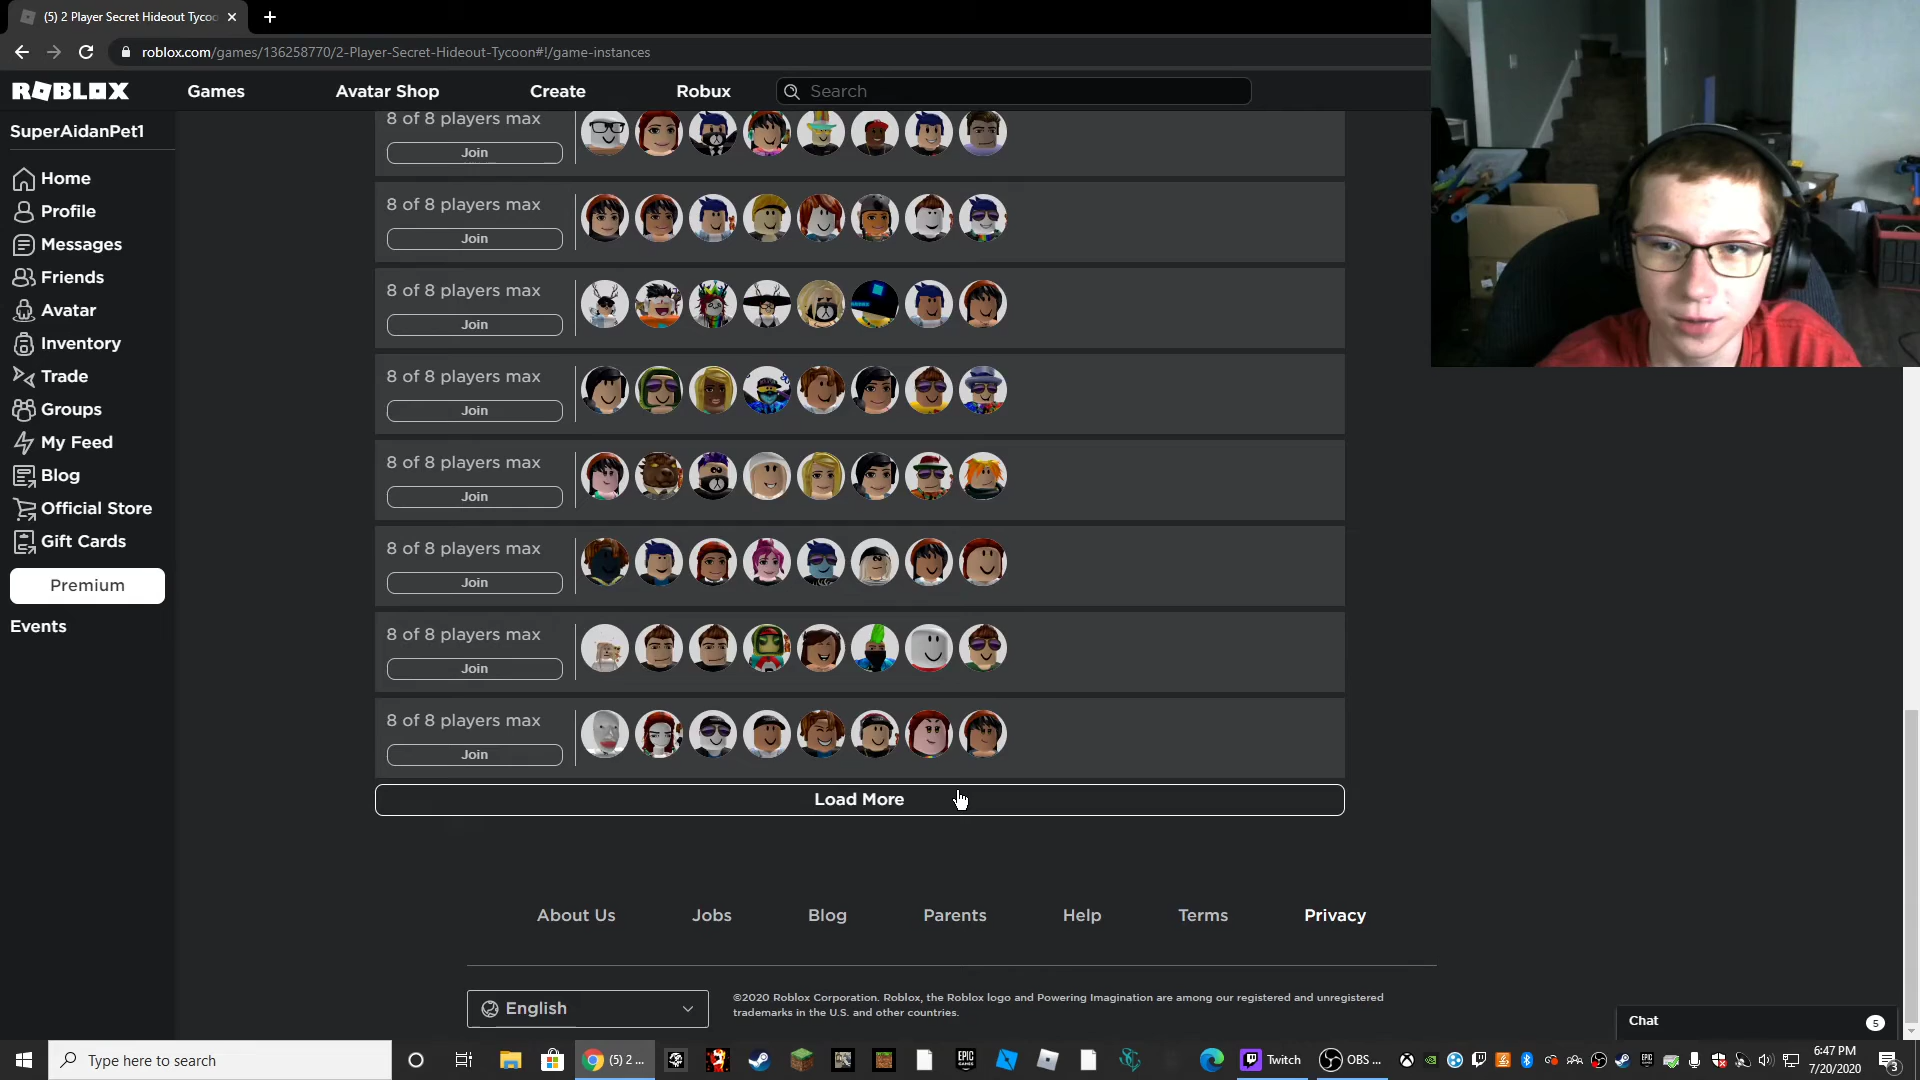 (5) 2 Player Secret Hideout Tycoo
roblox.com/games/136258770/2-Player-Secret-Hideout-Tycoon#!/game-instances
ROBLOX
Games
Avatar Shop
Create
Robux
Search
SuperAidanPet1
Home
Profile
Messages
Friends
Avatar
Inventory
Trade
Groups
My Feed
Blog
Official Store
Gift Cards
Premium
Events
8 of 8 players max
Join
8 of 8 players max
Join
8 of 8 players max
Join
8 of 8 players max
Join
8 of 8 players max
Join
8 of 8 players max
Join
8 of 8 players max
Join
8 of 8 players max
Join
Load More
About Us
Jobs
Blog
Parents
Help
Terms
Privacy
English
©2020 Roblox Corporation. Roblox, the Roblox logo and Powering Imagination are among our registered and unregistered
trademarks in the U.S. and other countries.
Chat
5
Type here to search
(5) 2 ...
EPIC
GAMES
Twitch
OBS ...
6:47 PM
7/20/2020
3